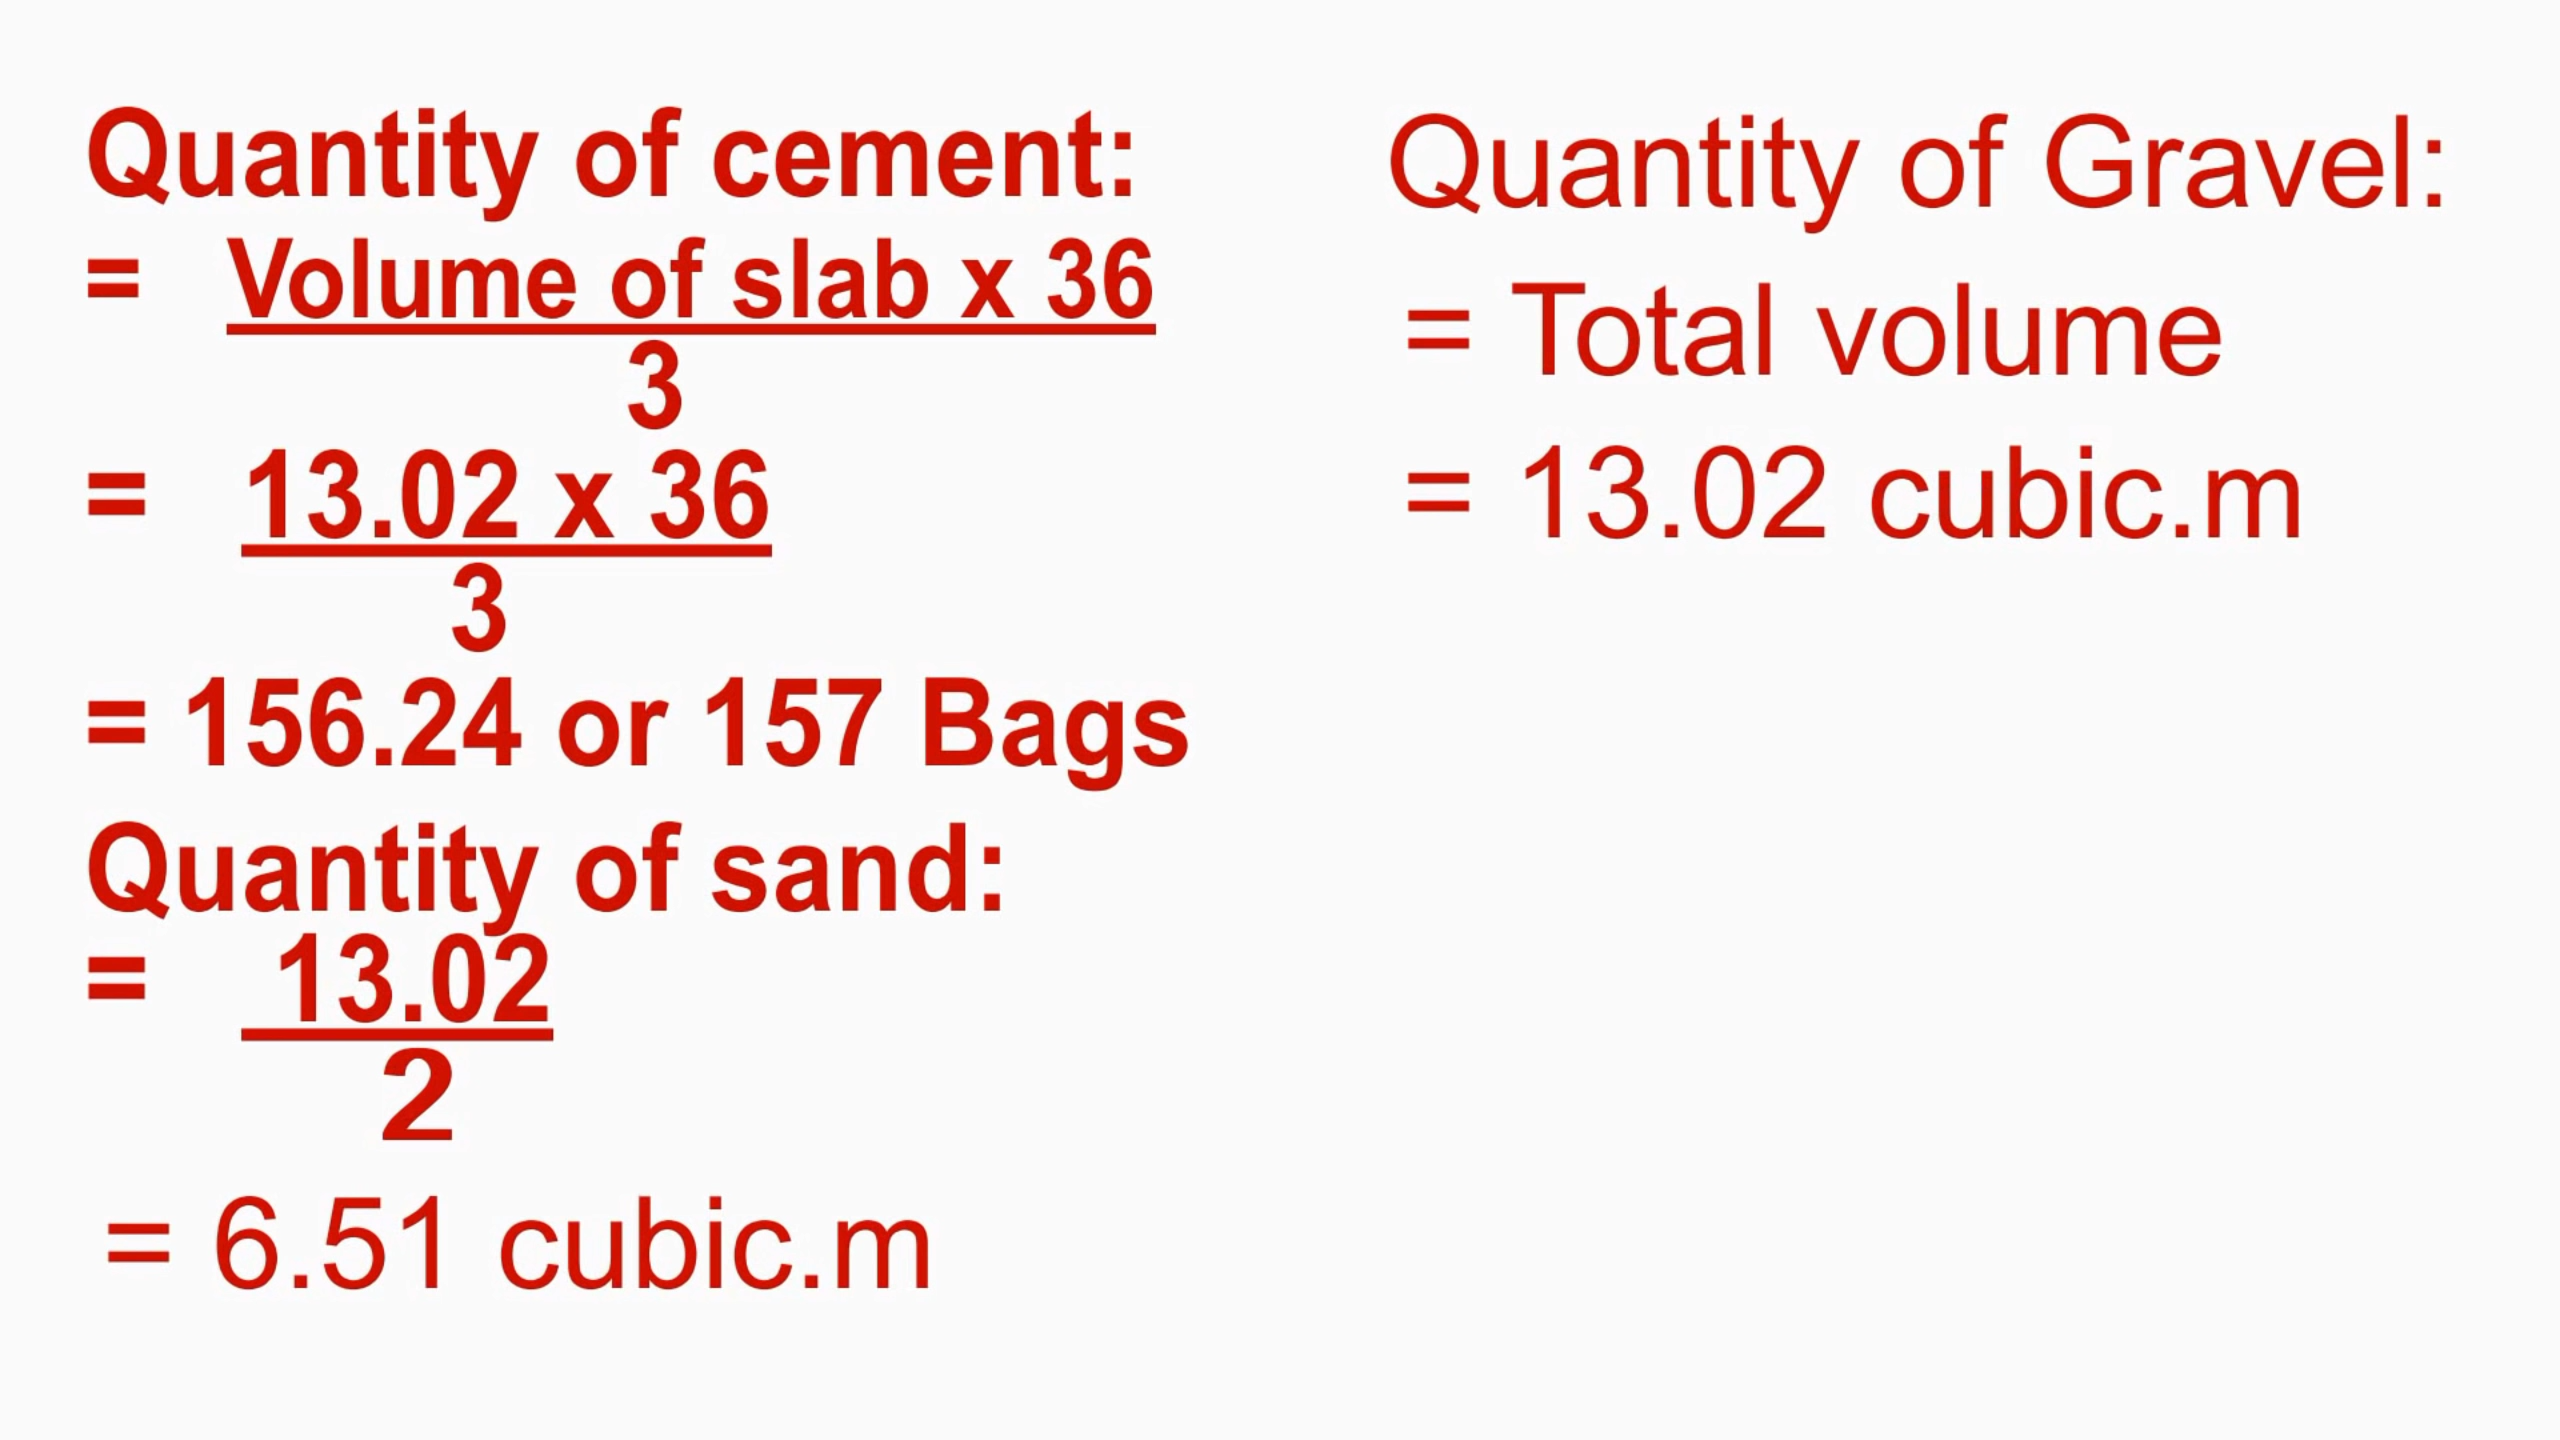 Quantity of cement:
= Volume of slab x 36
3
= 13.02 x 36
3
= 156.24 or 157 Bags
Quantity of sand:
= 13.02
2
= 6.51 cubic.m
Quantity of Gravel:
= Total volume
= 13.02 cubic.m